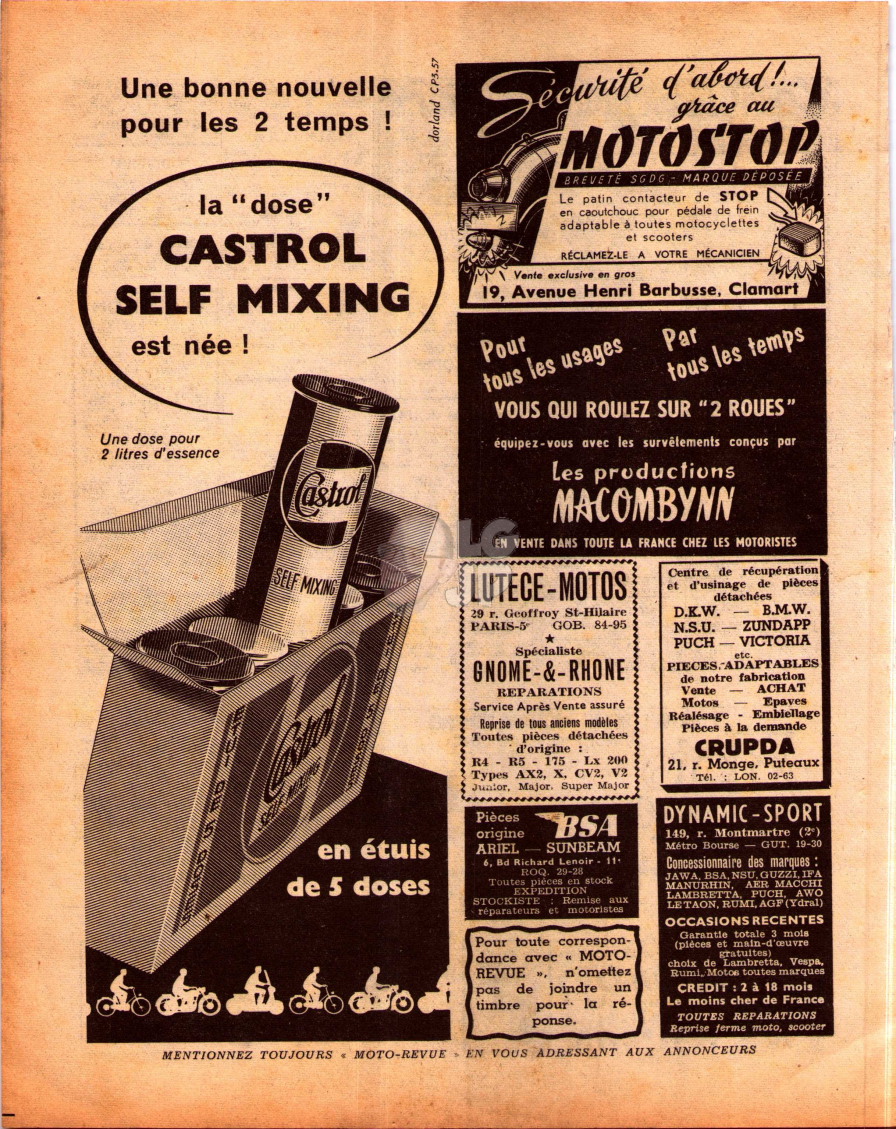 Une bonne nouvelle
pour les 2 temps !
la "dose"
CASTROL
SELF MIXING
est née !
Une dose pour
2 litres d'essence
Castrol
SELF MIXING
Castrol
SELF MIXING
en étuis
de 5 doses
dorland CP3.57
Sécurité d'abord!...
grâce au
MOTOSTOP
BREVETÉ SGDG - MARQUE DÉPOSÉE
Le patin contacteur de STOP
en caoutchouc pour pédale de frein
adaptable à toutes motocyclettes
et scooters
RÉCLAMEZ-LE A VOTRE MÉCANICIEN
Vente exclusive en gros
19, Avenue Henri Barbusse, Clamart
Pour
tous les usages
Par
tous les temps
VOUS QUI ROULEZ SUR "2 ROUES"
équipez-vous avec les survêtements conçus par
Les productions
MACOMBYNN
EN VENTE DANS TOUTE LA FRANCE CHEZ LES MOTORISTES
LUTECE-MOTOS
29 r. Geoffroy St-Hilaire
PARIS-5e GOB. 84-95
★
Spécialiste
GNOME-&-RHONE
REPARATIONS
Service Après Vente assuré
Reprise de tous anciens modèles
Toutes pièces détachées
d'origine :
R4 - R5 - 175 - Lx 200
Types AX2, X, CV2, V2
Junior, Major, Super Major
Centre de récupération
et d'usinage de pièces
détachées
D.K.W. — B.M.W.
N.S.U. — ZUNDAPP
PUCH — VICTORIA
etc.
PIECES ADAPTABLES
de notre fabrication
Vente — ACHAT
Motos — Epaves
Réalésage - Embiellage
Pièces à la demande
CRUPDA
21, r. Monge, Puteaux
Tél. : LON. 02-63
Pièces
origine BSA
ARIEL — SUNBEAM
6, Bd Richard Lenoir - 11e
ROQ. 29-28
Toutes pièces en stock
EXPEDITION
STOCKISTE : Remise aux
réparateurs et motoristes
Pour toute correspon-
dance avec « MOTO-
REVUE », n'omettez
pas de joindre un
timbre pour la ré-
ponse.
DYNAMIC-SPORT
149, r. Montmartre (2e)
Métro Bourse — GUT. 19-30
Concessionnaire des marques :
JAWA, BSA, NSU, GUZZI, IFA
MANURHIN, AER MACCHI
LAMBRETTA, PUCH, AWO
LETAON, RUMI, AGF (Ydral)
OCCASIONS RECENTES
Garantie totale 3 mois
(pièces et main-d'œuvre
gratuites)
choix de Lambretta, Vespa,
Rumi, Motos toutes marques
CREDIT : 2 à 18 mois
Le moins cher de France
TOUTES REPARATIONS
Reprise ferme moto, scooter
MENTIONNEZ TOUJOURS « MOTO-REVUE » EN VOUS ADRESSANT AUX ANNONCEURS